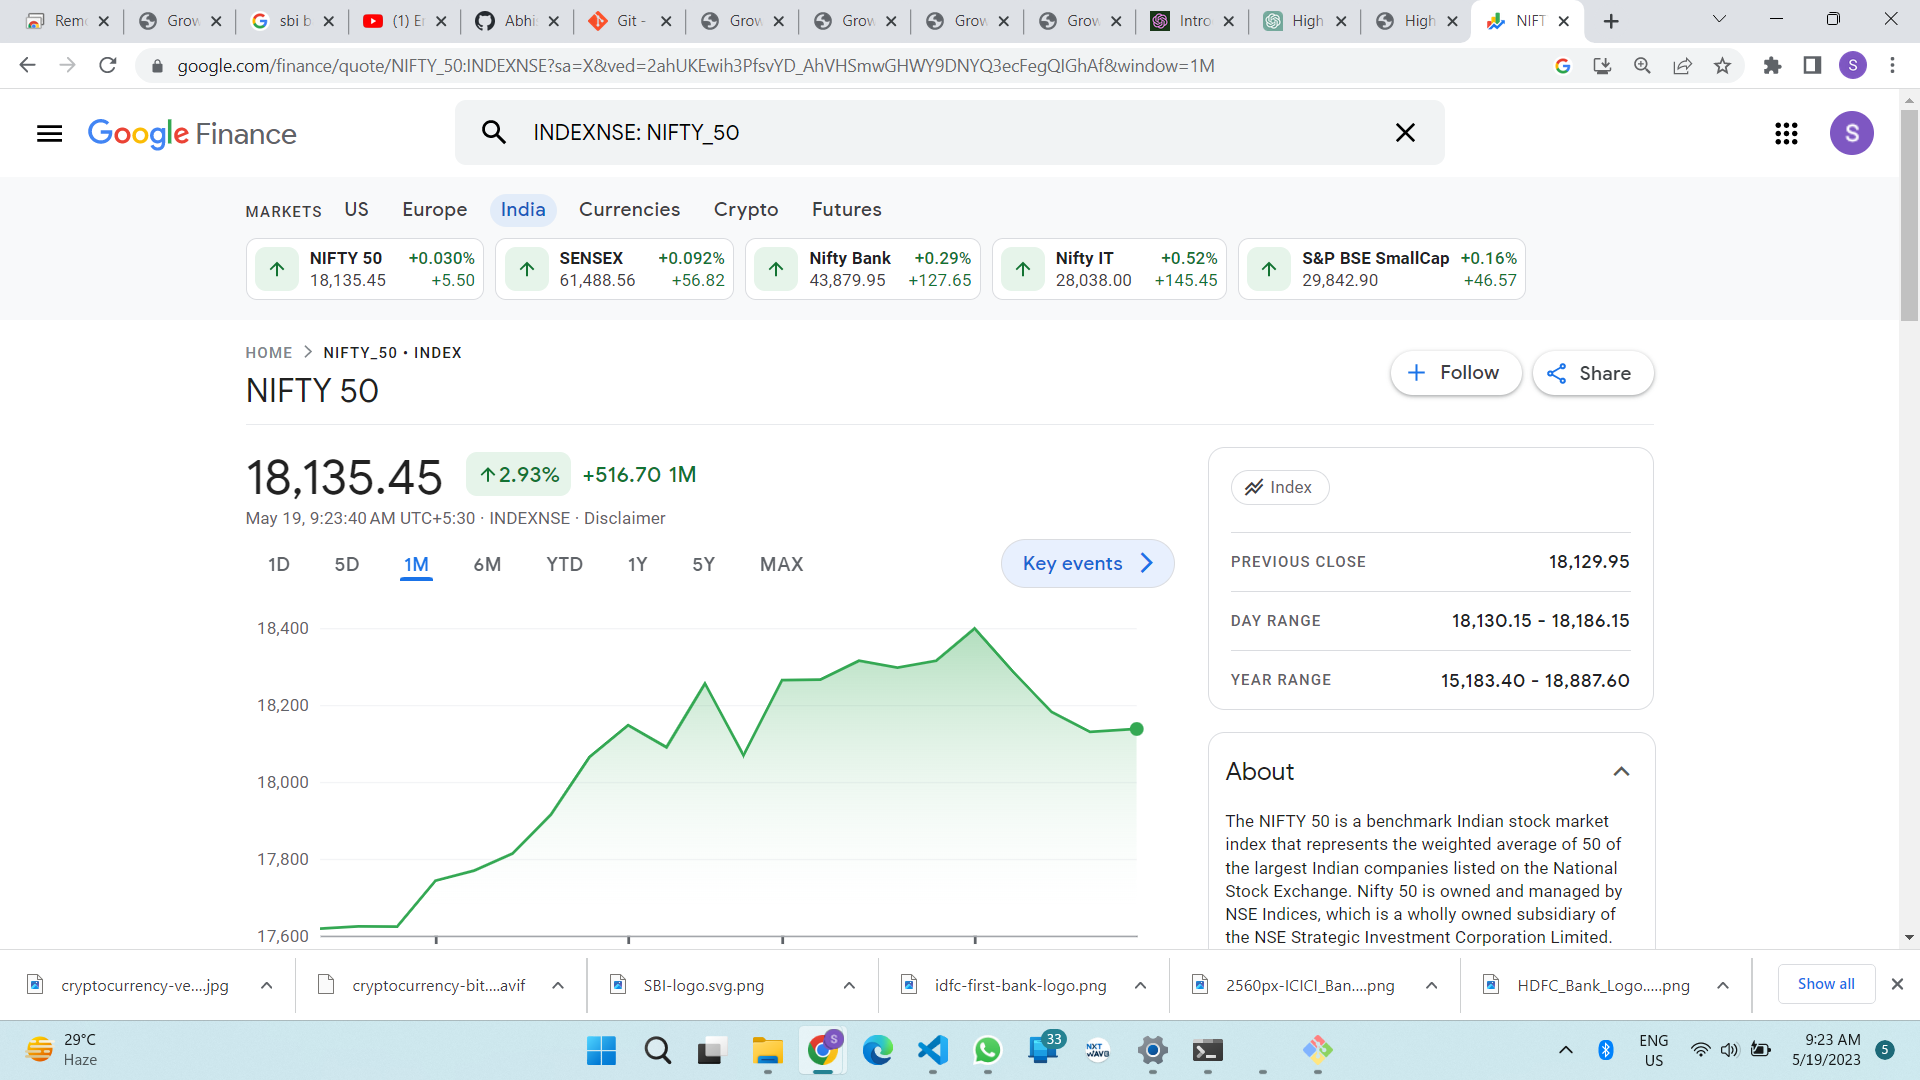 Rem
Grow
sbi b
(1) Er
Abhi
Git -
Grow
Grow
Grow
Grow
Intro
High
High
NIFT
google.com/finance/quote/NIFTY_50:INDEXNSE?sa=X&ved=2ahUKEwih3PfsvYD_AhVHSmwGHWY9DNYQ3ecFegQIGhAf&window=1M
S
Google Finance
INDEXNSE: NIFTY_50
S
MARKETS US Europe India Currencies Crypto Futures
NIFTY 50 +0.030%
18,135.45 +5.50
SENSEX +0.092%
61,488.56 +56.82
Nifty Bank +0.29%
43,879.95 +127.65
Nifty IT +0.52%
28,038.00 +145.45
S&P BSE SmallCap +0.16%
29,842.90 +46.57
HOME NIFTY_50 • INDEX
NIFTY 50
Follow
Share
18,135.45 2.93% +516.70 1M
May 19, 9:23:40 AM UTC+5:30 · INDEXNSE · Disclaimer
1D 5D 1M 6M YTD 1Y 5Y MAX
Key events
18,400
18,200
18,000
17,800
17,600
Index
PREVIOUS CLOSE 18,129.95
DAY RANGE 18,130.15 - 18,186.15
YEAR RANGE 15,183.40 - 18,887.60
About
The NIFTY 50 is a benchmark Indian stock market
index that represents the weighted average of 50 of
the largest Indian companies listed on the National
Stock Exchange. Nifty 50 is owned and managed by
NSE Indices, which is a wholly owned subsidiary of
the NSE Strategic Investment Corporation Limited.
cryptocurrency-ve....jpg
cryptocurrency-bit....avif
SBI-logo.svg.png
idfc-first-bank-logo.png
2560px-ICICI_Ban....png
HDFC_Bank_Logo.....png
Show all
29°C
Haze
S
33
NXT
WAVE
ENG
US
9:23 AM
5/19/2023
5